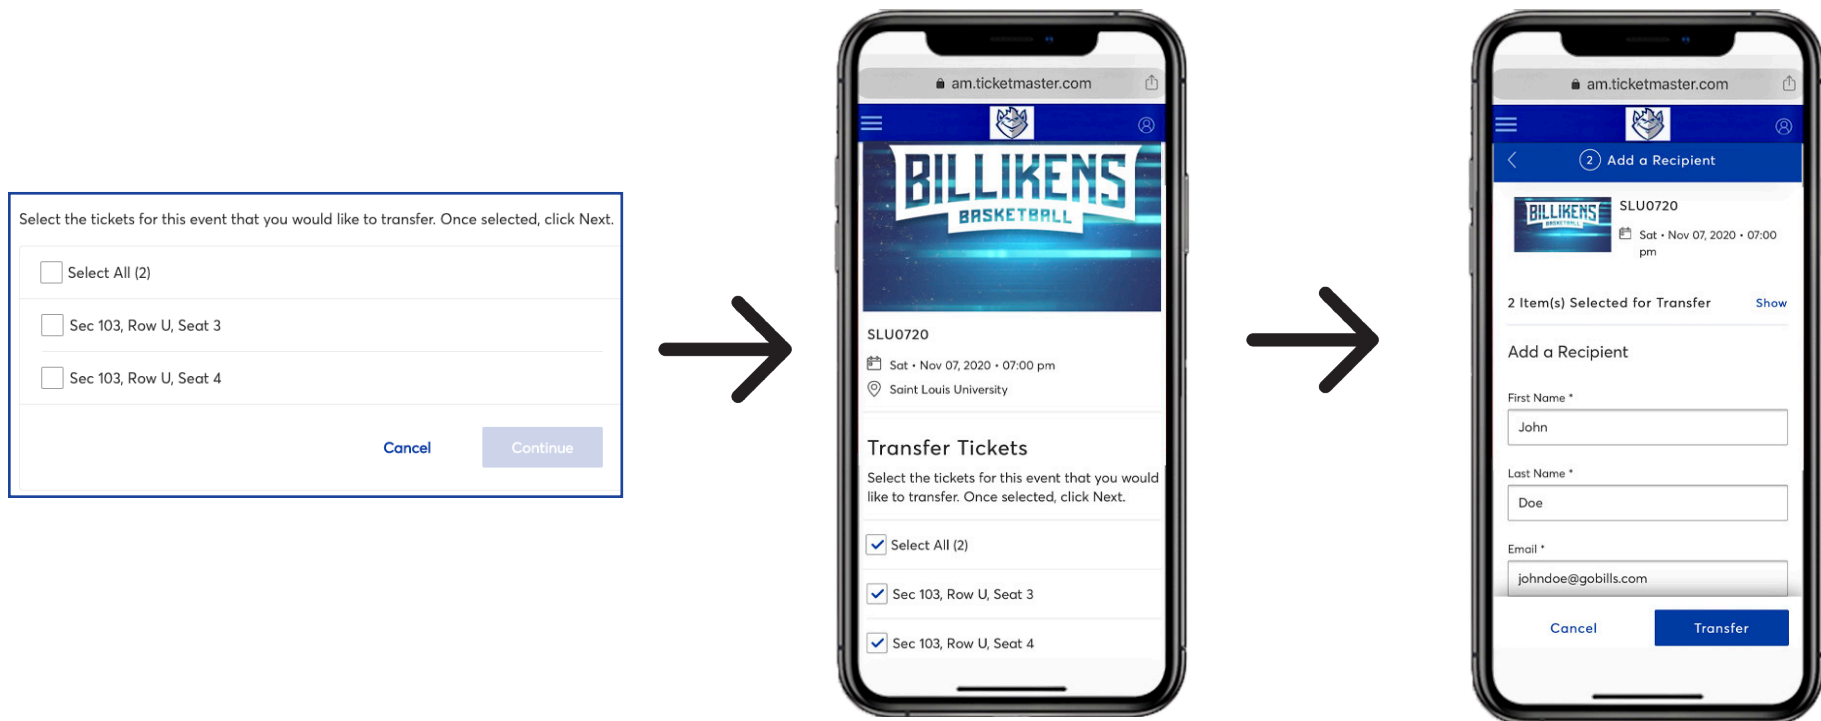 Select the tickets for this event that you would like to transfer. Once selected, click Next.
Select All (2)
Sec 103, Row U, Seat 3
Sec 103, Row U, Seat 4
Cancel
Continue
am.ticketmaster.com
BILLIKENS
BASKETBALL
SLU0720
Sat • Nov 07, 2020 • 07:00 pm
Saint Louis University
Transfer Tickets
Select the tickets for this event that you would
like to transfer. Once selected, click Next.
Select All (2)
Sec 103, Row U, Seat 3
Sec 103, Row U, Seat 4
am.ticketmaster.com
2 Add a Recipient
BILLIKENS
BASKETBALL
SLU0720
Sat • Nov 07, 2020 • 07:00
pm
2 Item(s) Selected for Transfer
Show
Add a Recipient
First Name *
John
Last Name *
Doe
Email *
johndoe@gobills.com
Cancel
Transfer